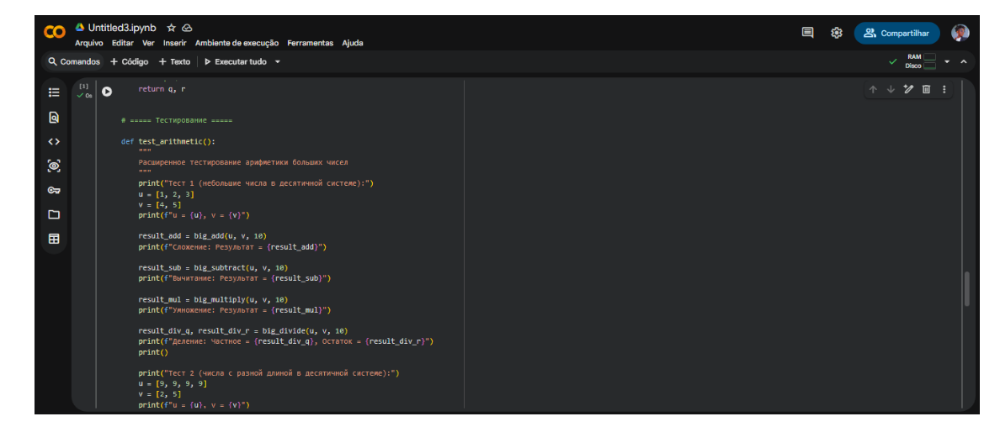 Untitled3.ipynb
Arquivo Editar Ver Inserir Ambiente de execução Ferramentas Ajuda
Compartilhar
Comandos + Código + Texto Executar tudo
RAM
Disco
[1]
0s
return q, r
# ===== Тестирование =====
def test_arithmetic():
"""
Расширенное тестирование арифметики больших чисел
"""
print("Тест 1 (небольшие числа в десятичной системе):")
u = [1, 2, 3]
v = [4, 5]
print(f"u = {u}, v = {v}")
result_add = big_add(u, v, 10)
print(f"Сложение: Результат = {result_add}")
result_sub = big_subtract(u, v, 10)
print(f"Вычитание: Результат = {result_sub}")
result_mul = big_multiply(u, v, 10)
print(f"Умножение: Результат = {result_mul}")
result_div_q, result_div_r = big_divide(u, v, 10)
print(f"Деление: Частное = {result_div_q}, Остаток = {result_div_r}")
print()
print("Тест 2 (числа с разной длиной в десятичной системе):")
u = [9, 9, 9, 9]
v = [2, 5]
print(f"u = {u}, v = {v}")